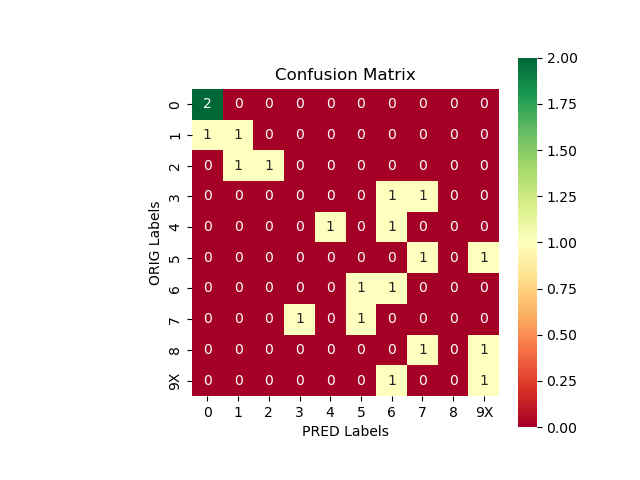 Confusion Matrix
ORIG Labels
0 2 0 0 0 0 0 0 0 0 0
1 1 1 0 0 0 0 0 0 0 0
2 0 1 1 0 0 0 0 0 0 0
3 0 0 0 0 0 0 1 1 0 0
4 0 0 0 0 1 0 1 0 0 0
5 0 0 0 0 0 0 0 1 0 1
6 0 0 0 0 0 1 1 0 0 0
7 0 0 0 1 0 1 0 0 0 0
8 0 0 0 0 0 0 0 1 0 1
9X 0 0 0 0 0 0 1 0 0 1
0 1 2 3 4 5 6 7 8 9X
PRED Labels
2.00
1.75
1.50
1.25
1.00
0.75
0.50
0.25
0.00